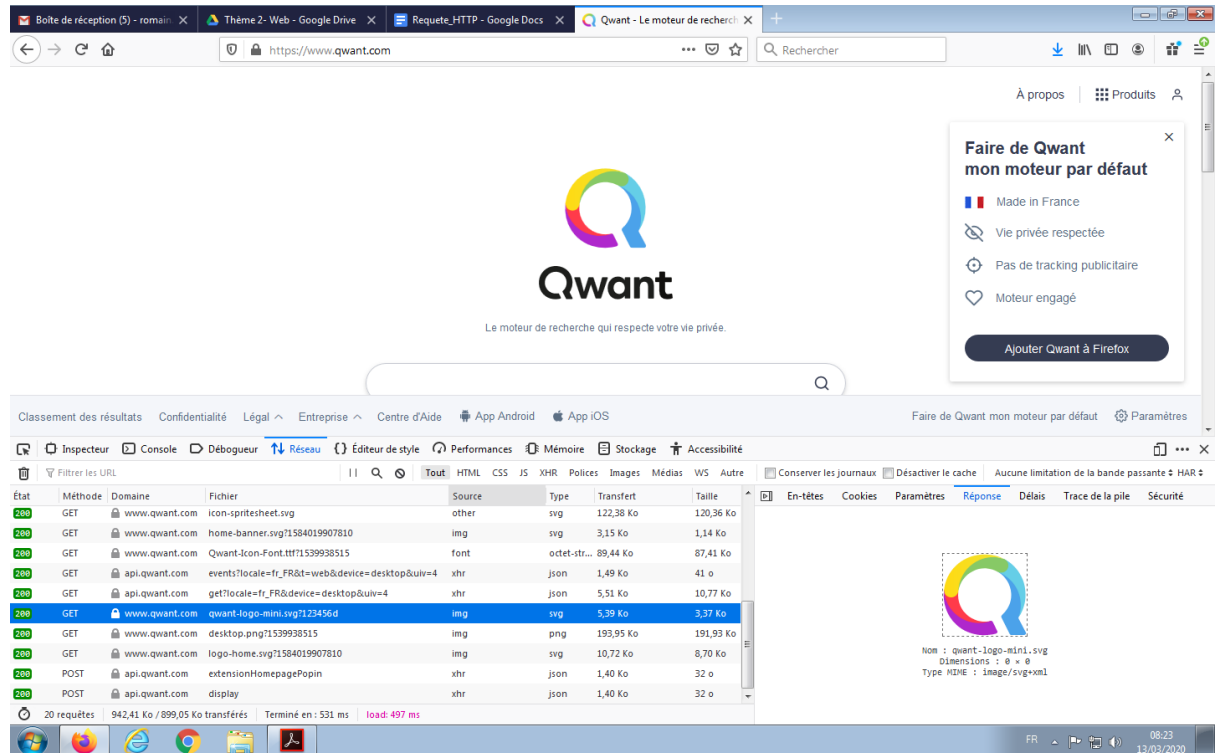 Boîte de réception (5) - romain
Thème 2- Web - Google Drive
Requete_HTTP - Google Docs
Qwant - Le moteur de recherch
https://www.qwant.com
Rechercher
À propos
Produits
Faire de Qwant
mon moteur par défaut
Made in France
Vie privée respectée
Pas de tracking publicitaire
Moteur engagé
Ajouter Qwant à Firefox
Qwant
Le moteur de recherche qui respecte votre vie privée.
Classement des résultats Confidentialité Légal Entreprise Centre d'Aide App Android App iOS Faire de Qwant mon moteur par défaut Paramètres
Inspecteur Console Débogueur Réseau {} Éditeur de style Performances Mémoire Stockage Accessibilité
Filtrer les URL Tout HTML CSS JS XHR Polices Images Médias WS Autre Conserver les journaux Désactiver le cache Aucune limitation de la bande passante HAR
État Méthode Domaine Fichier Source Type Transfert Taille
200 GET www.qwant.com icon-spritesheet.svg other svg 122,38 Ko 120,36 Ko
200 GET www.qwant.com home-banner.svg?1584019907810 img svg 3,15 Ko 1,14 Ko
200 GET www.qwant.com Qwant-Icon-Font.ttf?1539938515 font octet-str... 89,44 Ko 87,41 Ko
200 GET api.qwant.com events?locale=fr_FR&t=web&device=desktop&uiv=4 xhr json 1,49 Ko 41 o
200 GET api.qwant.com get?locale=fr_FR&device=desktop&uiv=4 xhr json 5,51 Ko 10,77 Ko
200 GET www.qwant.com qwant-logo-mini.svg?123456d img svg 5,39 Ko 3,37 Ko
200 GET www.qwant.com desktop.png?1539938515 img png 193,95 Ko 191,93 Ko
200 GET www.qwant.com logo-home.svg?1584019907810 img svg 10,72 Ko 8,70 Ko
200 POST api.qwant.com extensionHomepagePopin xhr json 1,40 Ko 32 o
200 POST api.qwant.com display xhr json 1,40 Ko 32 o
20 requêtes 942,41 Ko / 899,05 Ko transférés Terminé en : 531 ms load: 497 ms
En-têtes Cookies Paramètres Réponse Délais Trace de la pile Sécurité
Nom : qwant-logo-mini.svg
Dimensions : 0 × 0
Type MIME : image/svg+xml
FR
08:23
13/03/2020